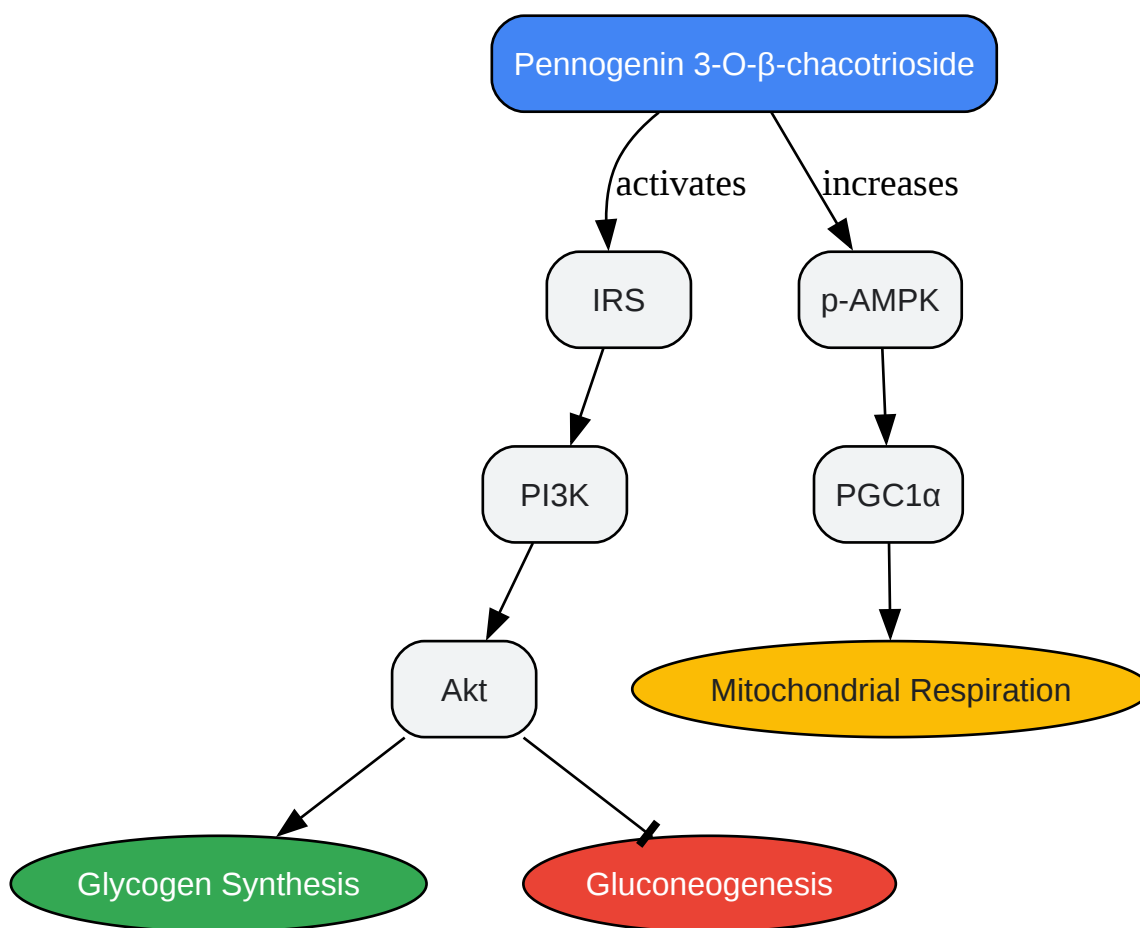 Pennogenin 3-O-β-chacotrioside
activates
increases
IRS
p-AMPK
PI3K
PGC1α
Akt
Mitochondrial Respiration
Glycogen Synthesis
Gluconeogenesis